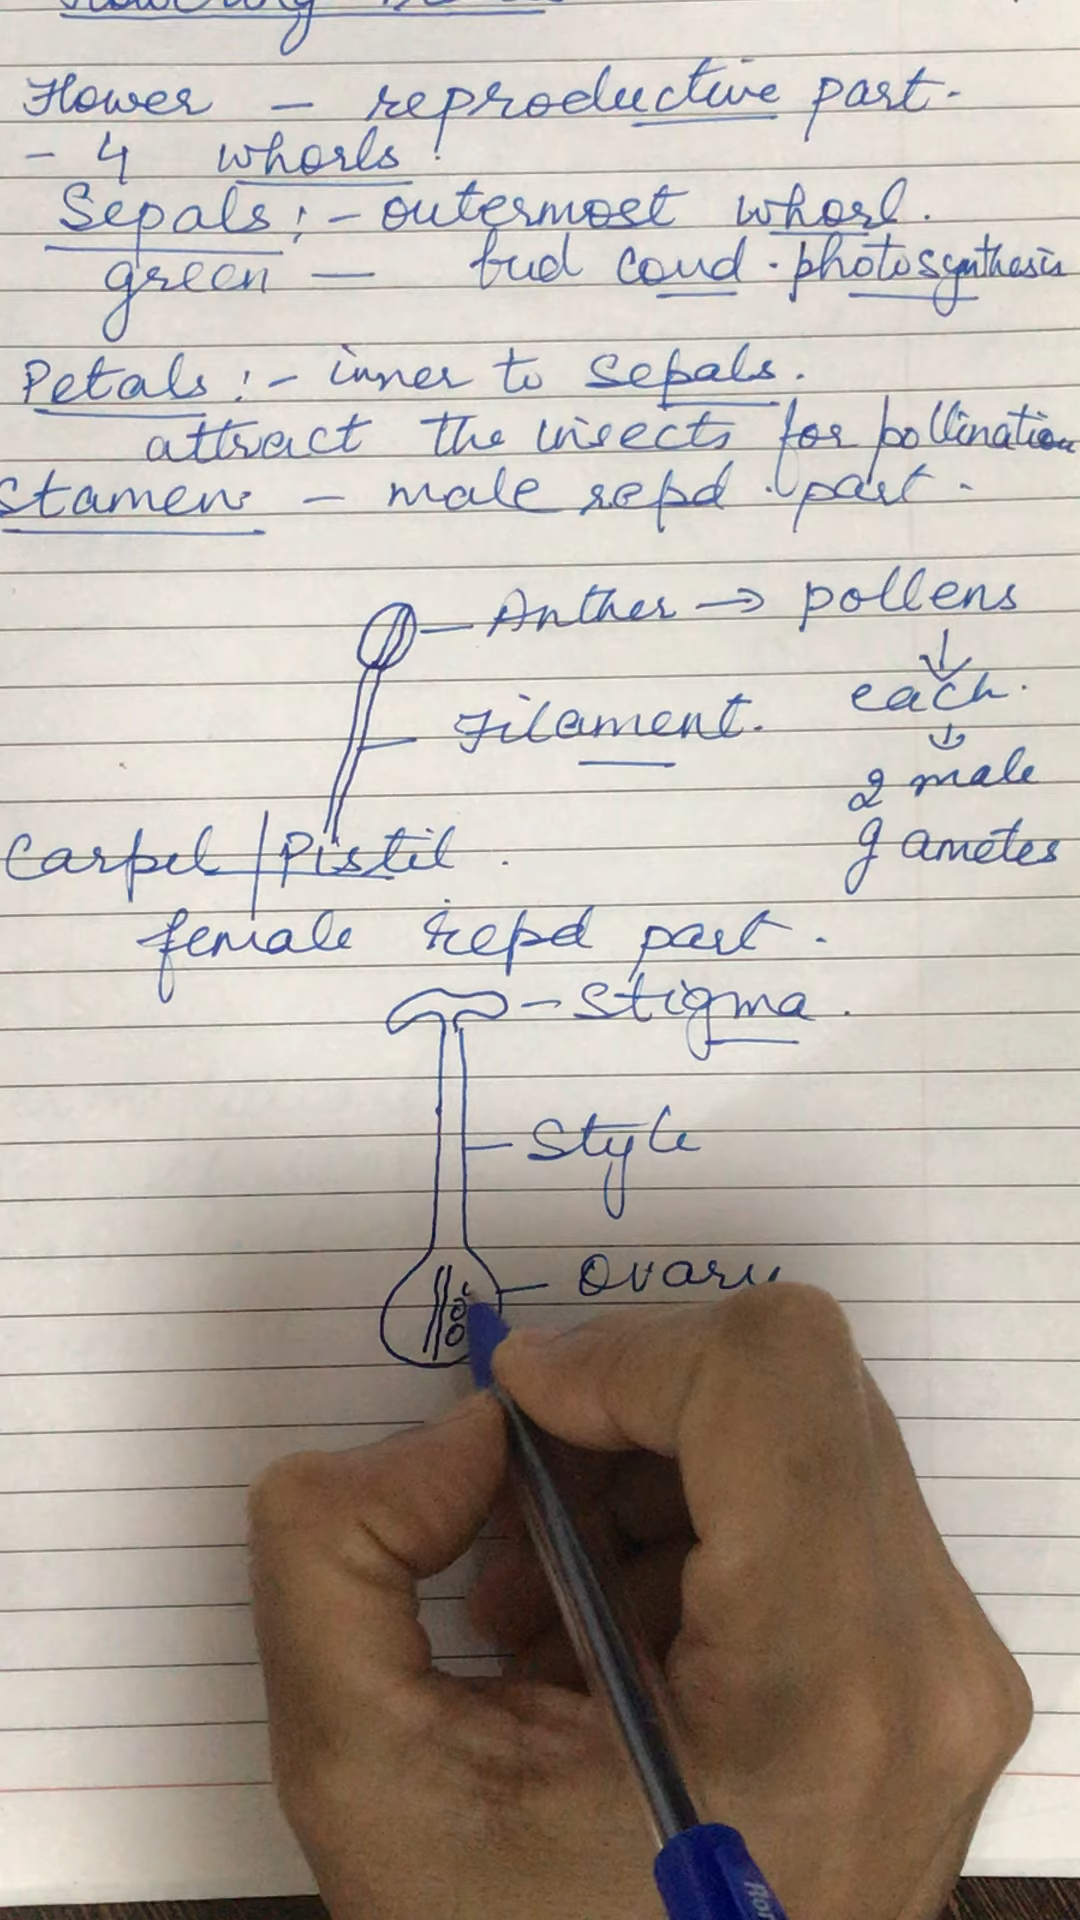 Flowering
Flower - reproductive part.
- 4 whorls :
Sepals :- outermost whorl.
green — bud cond. photosynthesis
Petals :- inner to sepals.
attract the insects for pollination
Stamen - male repd. part.
Anther → pollens
↓
each.
Filament.
↓
2 male
gametes
Carpel / Pistil.
female repd part.
- Stigma.
- Style
- Ovary